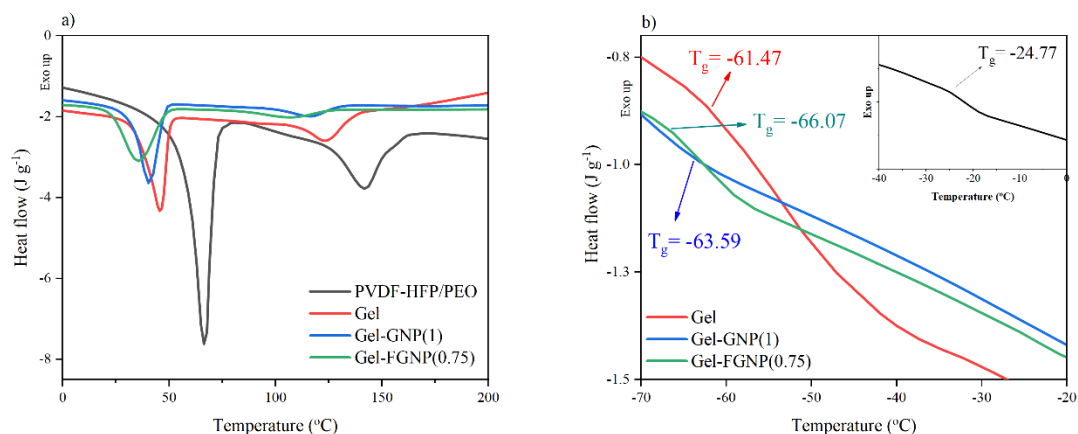 a)
Exo up
Heat flow (J g-1)
0
-2
-4
-6
-8
PVDF-HFP/PEO
Gel
Gel-GNP(1)
Gel-FGNP(0.75)
0
50
100
150
200
Temperature (oC)
b)
Exo up
Heat flow (J g-1)
-0.8
-1.0
-1.3
-1.5
Tg= -61.47
Tg= -66.07
Tg= -63.59
Gel
Gel-GNP(1)
Gel-FGNP(0.75)
-70
-60
-50
-40
-30
-20
Temperature (oC)
Exo up
Tg= -24.77
-40
-30
-20
-10
0
Temperature (oC)